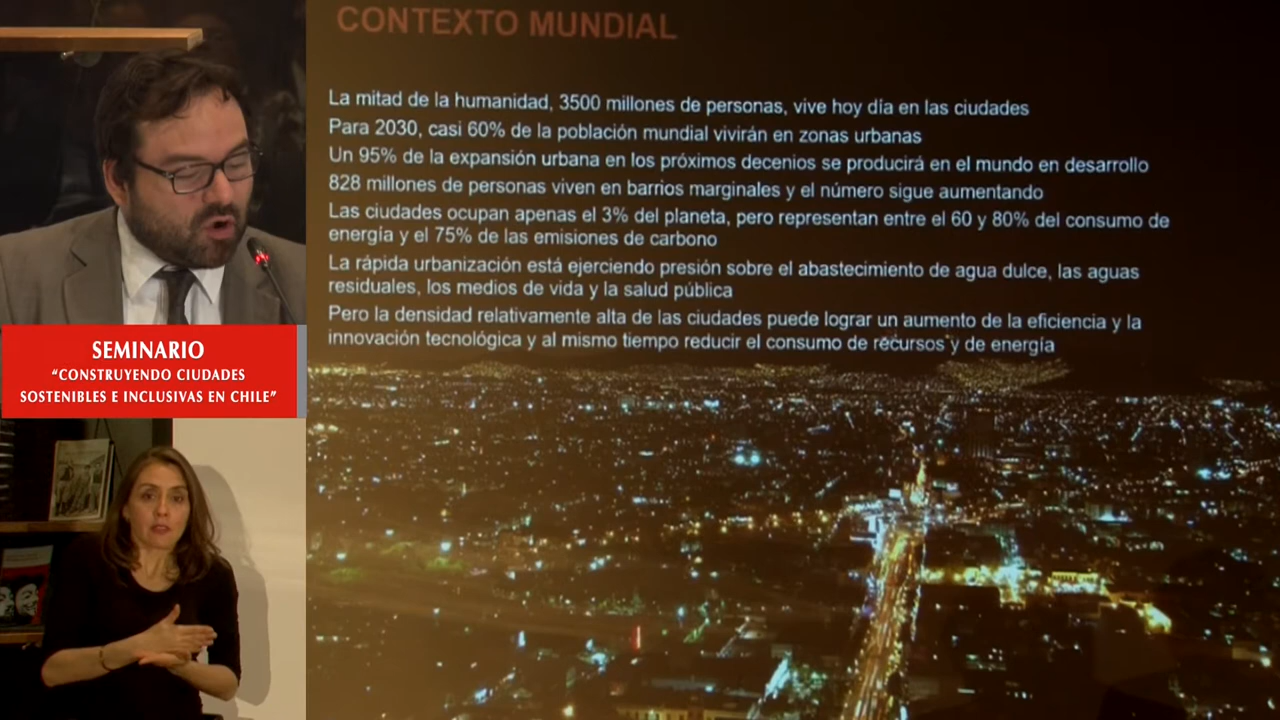 CONTEXTO MUNDIAL
La mitad de la humanidad, 3500 millones de personas, vive hoy día en las ciudades
Para 2030, casi 60% de la población mundial vivirán en zonas urbanas
Un 95% de la expansión urbana en los próximos decenios se producirá en el mundo en desarrollo
828 millones de personas viven en barrios marginales y el número sigue aumentando
Las ciudades ocupan apenas el 3% del planeta, pero representan entre el 60 y 80% del consumo de
energía y el 75% de las emisiones de carbono
La rápida urbanización está ejerciendo presión sobre el abastecimiento de agua dulce, las aguas
residuales, los medios de vida y la salud pública
Pero la densidad relativamente alta de las ciudades puede lograr un aumento de la eficiencia y la
innovación tecnológica y al mismo tiempo reducir el consumo de recursos y de energía
SEMINARIO
“CONSTRUYENDO CIUDADES
SOSTENIBLES E INCLUSIVAS EN CHILE”